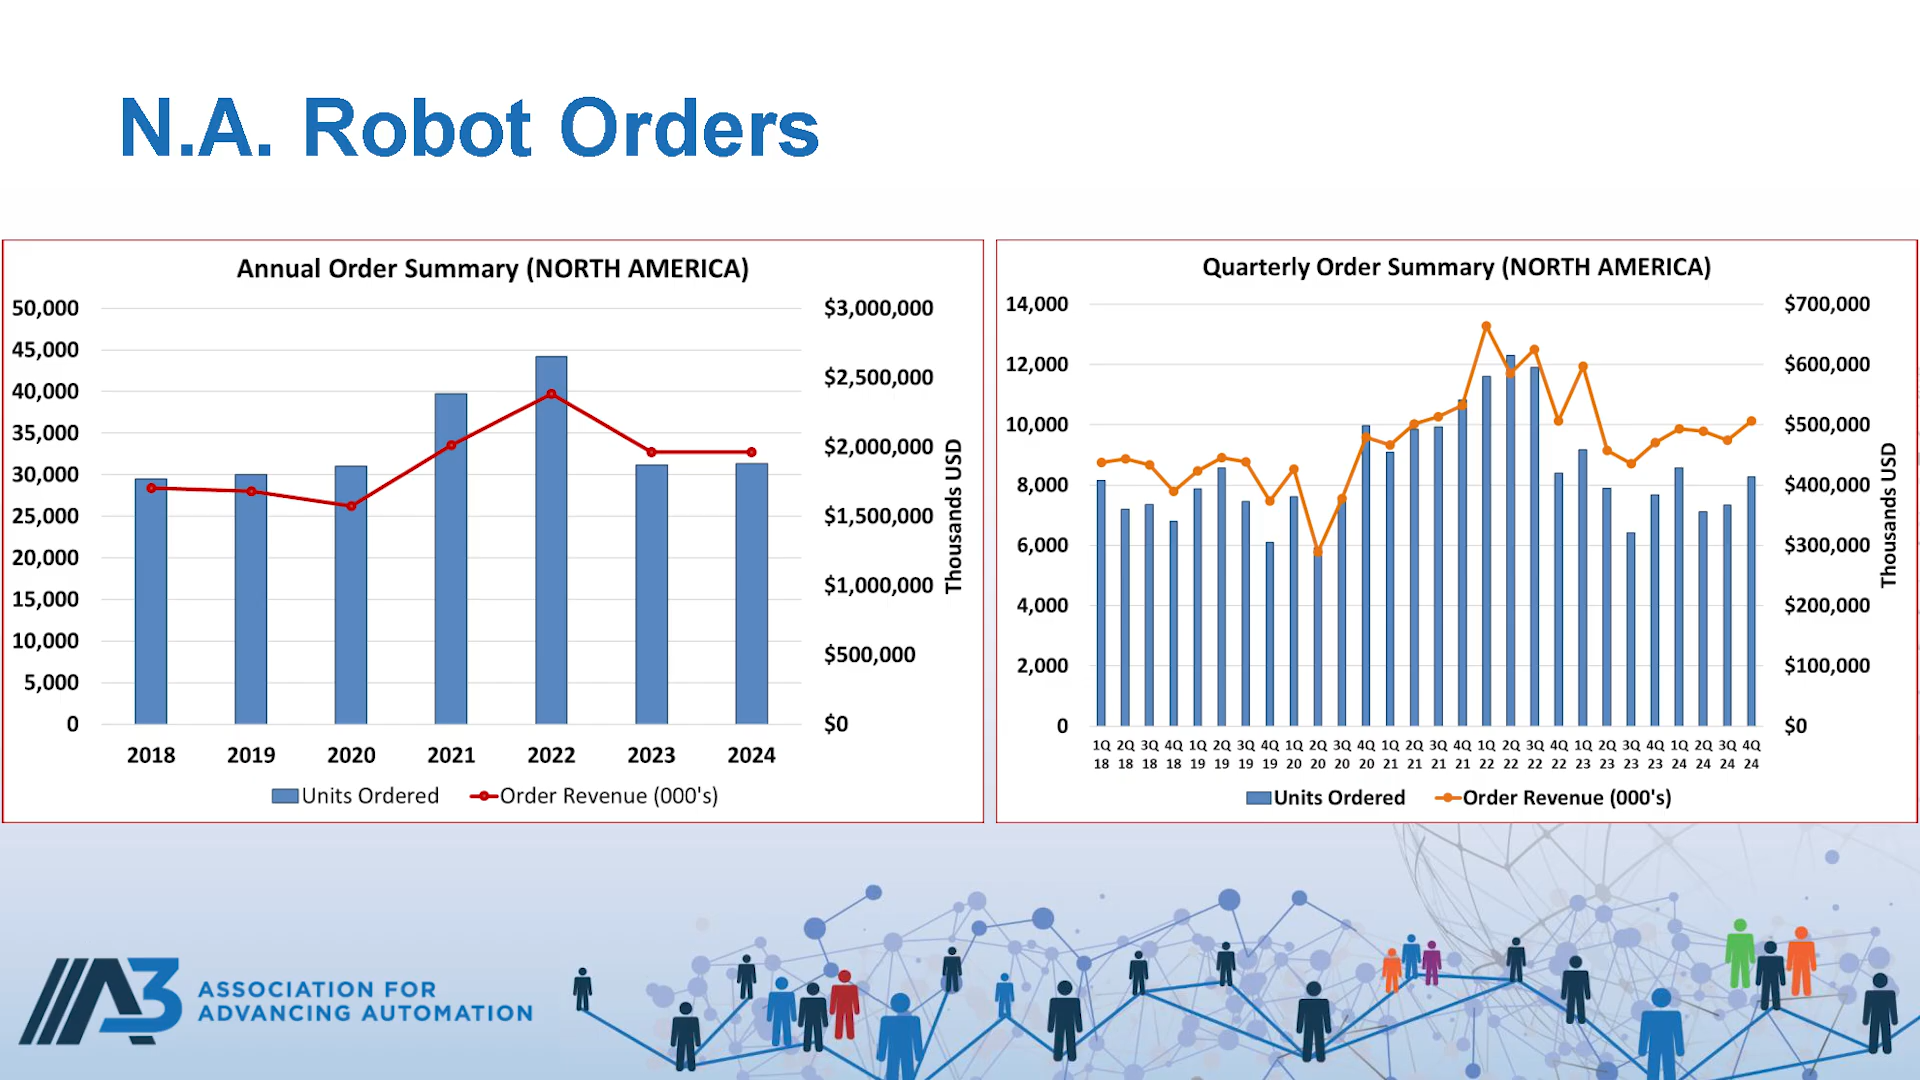 N.A. Robot Orders
Annual Order Summary (NORTH AMERICA)
50,000
45,000
40,000
35,000
30,000
25,000
20,000
15,000
10,000
5,000
0
$3,000,000
$2,500,000
$2,000,000
$1,500,000
$1,000,000
$500,000
$0
Thousands USD
2018 2019 2020 2021 2022 2023 2024
Units Ordered Order Revenue (000's)
Quarterly Order Summary (NORTH AMERICA)
14,000
12,000
10,000
8,000
6,000
4,000
2,000
0
$700,000
$600,000
$500,000
$400,000
$300,000
$200,000
$100,000
$0
Thousands USD
1Q 2Q 3Q 4Q 1Q 2Q 3Q 4Q 1Q 2Q 3Q 4Q 1Q 2Q 3Q 4Q 1Q 2Q 3Q 4Q 1Q 2Q 3Q 4Q 1Q 2Q 3Q 4Q
18 18 18 18 19 19 19 19 20 20 20 20 21 21 21 21 22 22 22 22 23 23 23 23 24 24 24 24
Units Ordered Order Revenue (000's)
A3 ASSOCIATION FOR
ADVANCING AUTOMATION